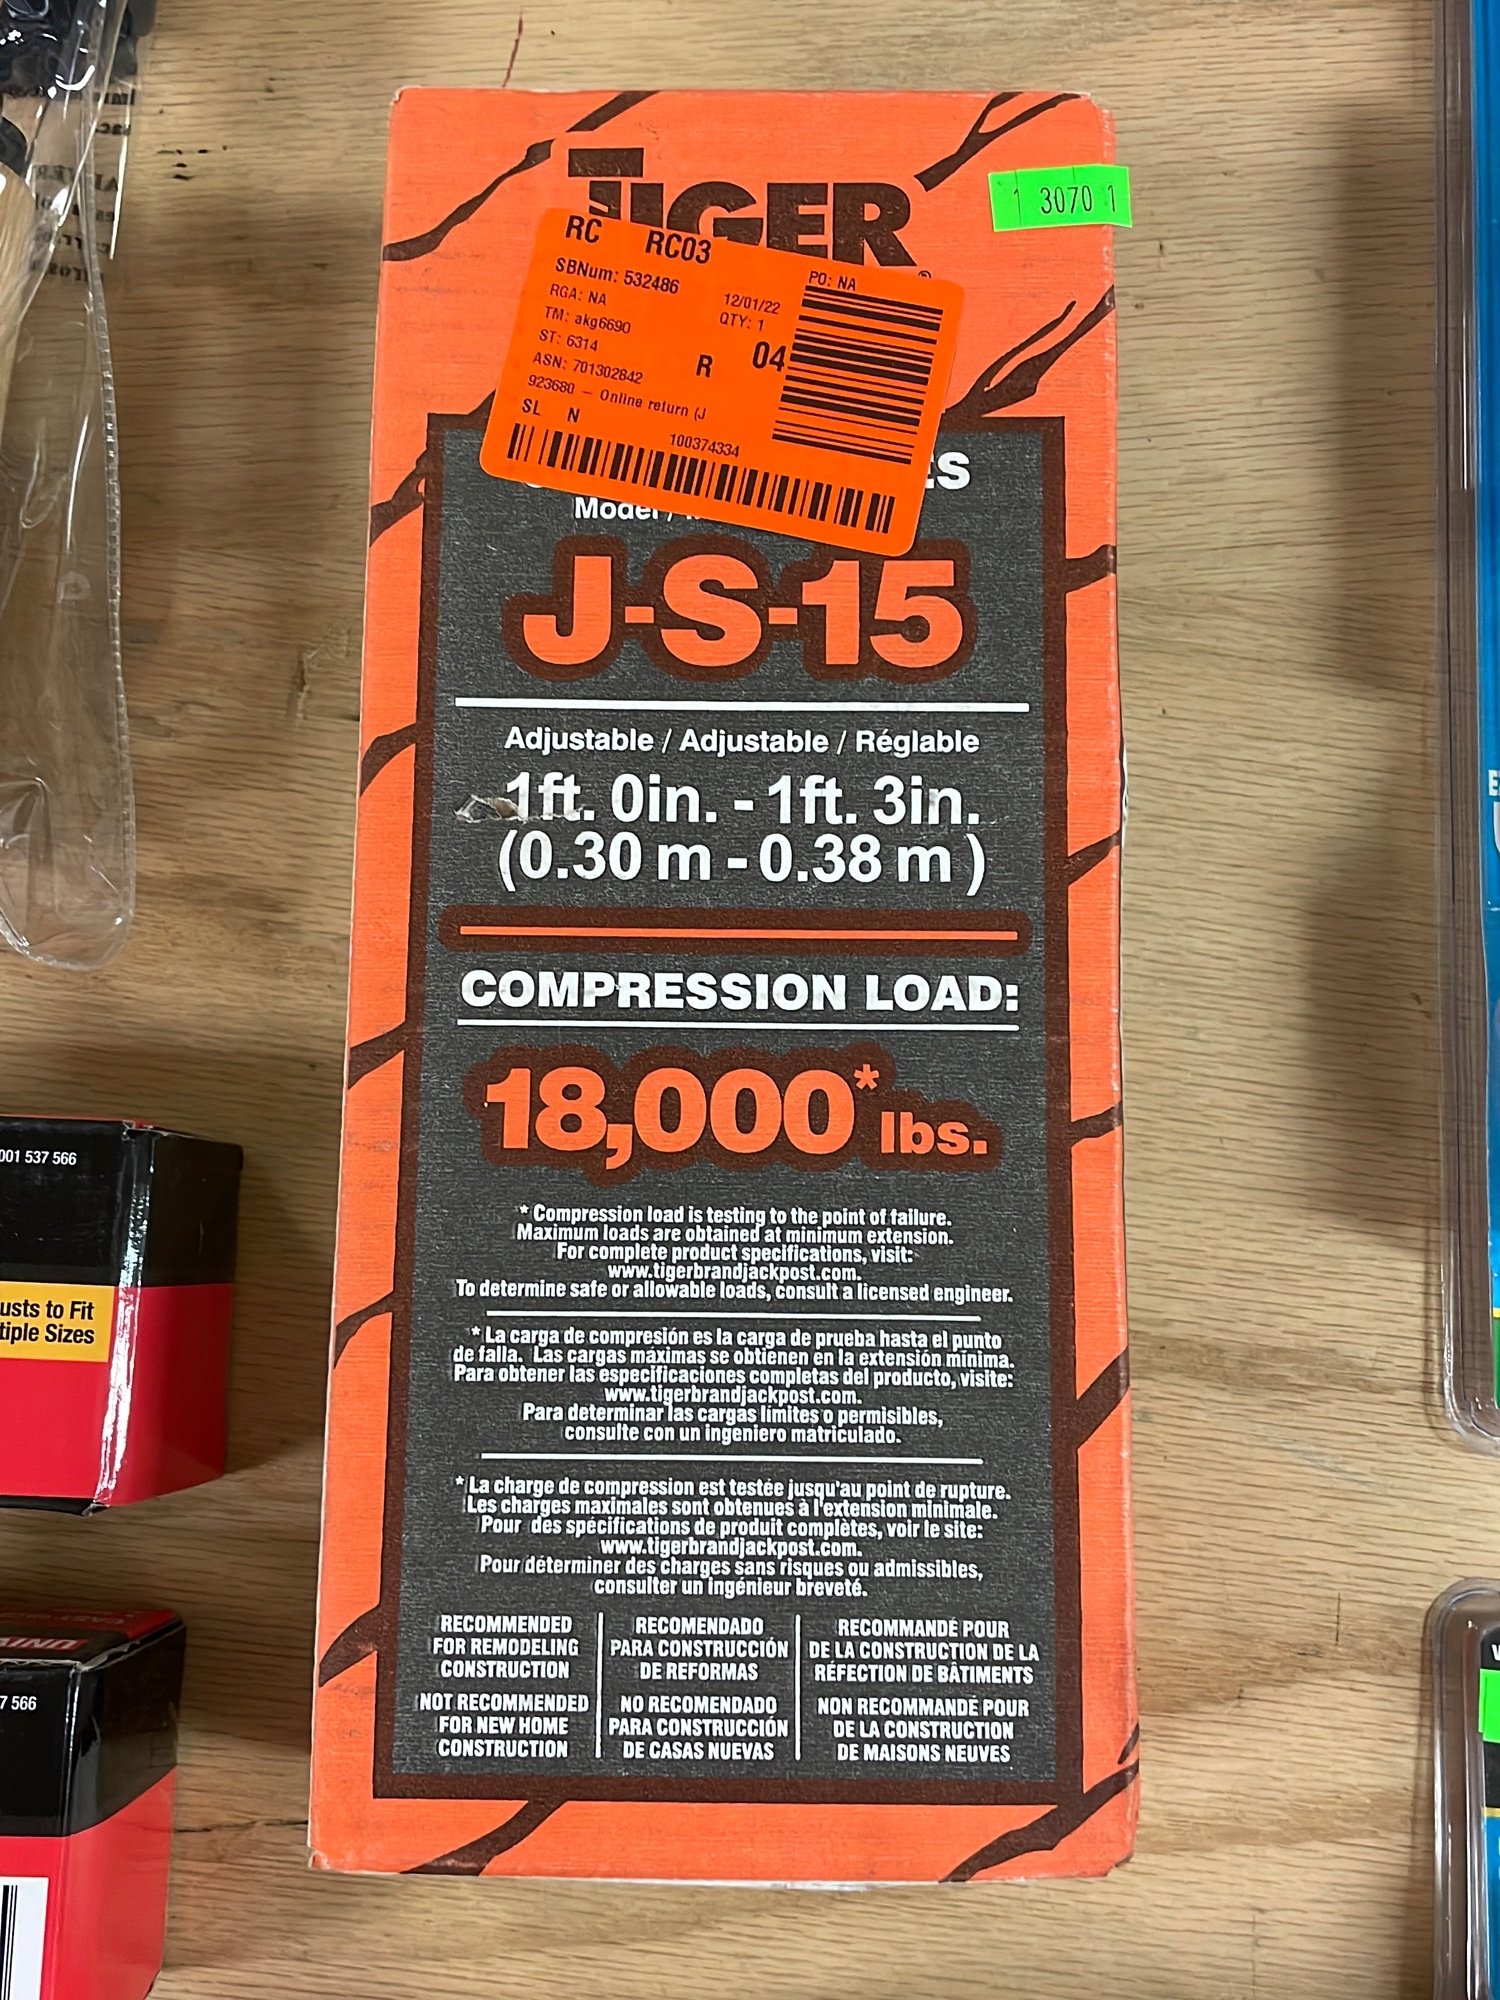 TIGER
3070 1
RC RC03
SBNum: 532486
PO: NA
RGA: NA
12/01/22
TM: akg6690
QTY: 1
ST: 6314
R 04
ASN: 701302842
923680 – Online return (J
SL N
100374334
ES
Model /
J-S-15
Adjustable / Adjustable / Réglable
1ft. 0in. - 1ft. 3in.
(0.30 m - 0.38 m )
COMPRESSION LOAD:
18,000* lbs.
* Compression load is testing to the point of failure.
Maximum loads are obtained at minimum extension.
For complete product specifications, visit:
www.tigerbrandjackpost.com.
To determine safe or allowable loads, consult a licensed engineer.
* La carga de compresión es la carga de prueba hasta el punto
de falla. Las cargas máximas se obtienen en la extensión mínima.
Para obtener las especificaciones completas del producto, visite:
www.tigerbrandjackpost.com.
Para determinar las cargas límites o permisibles,
consulte con un ingeniero matriculado.
* La charge de compression est testée jusqu'au point de rupture.
Les charges maximales sont obtenues à l'extension minimale.
Pour des spécifications de produit complètes, voir le site:
www.tigerbrandjackpost.com.
Pour déterminer des charges sans risques ou admissibles,
consulter un ingénieur breveté.
RECOMMENDED
FOR REMODELING
CONSTRUCTION
NOT RECOMMENDED
FOR NEW HOME
CONSTRUCTION
RECOMENDADO
PARA CONSTRUCCIÓN
DE REFORMAS
NO RECOMENDADO
PARA CONSTRUCCIÓN
DE CASAS NUEVAS
RECOMMANDÉ POUR
DE LA CONSTRUCTION DE LA
RÉFECTION DE BÂTIMENTS
NON RECOMMANDÉ POUR
DE LA CONSTRUCTION
DE MAISONS NEUVES
001 537 566
usts to Fit
tiple Sizes
7 566